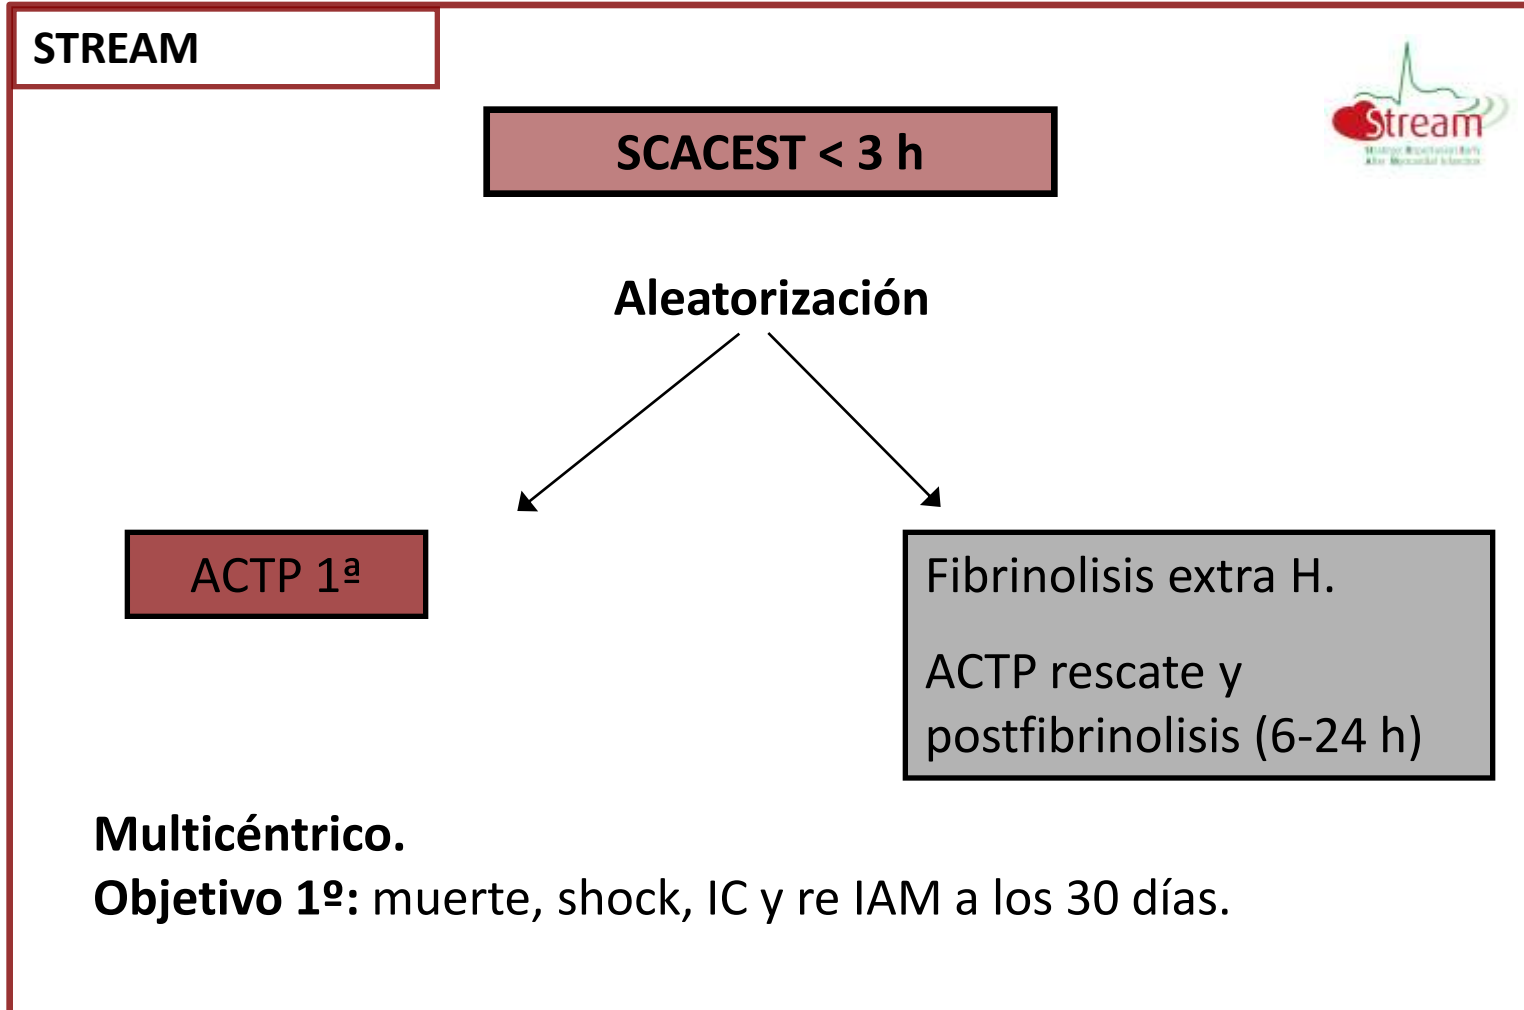 STREAM
Stream
SCACEST < 3 h
Aleatorización
ACTP 1ª
Fibrinolisis extra H.
ACTP rescate y
postfibrinolisis (6-24 h)
Multicéntrico.
Objetivo 1º: muerte, shock, IC y re IAM a los 30 días.